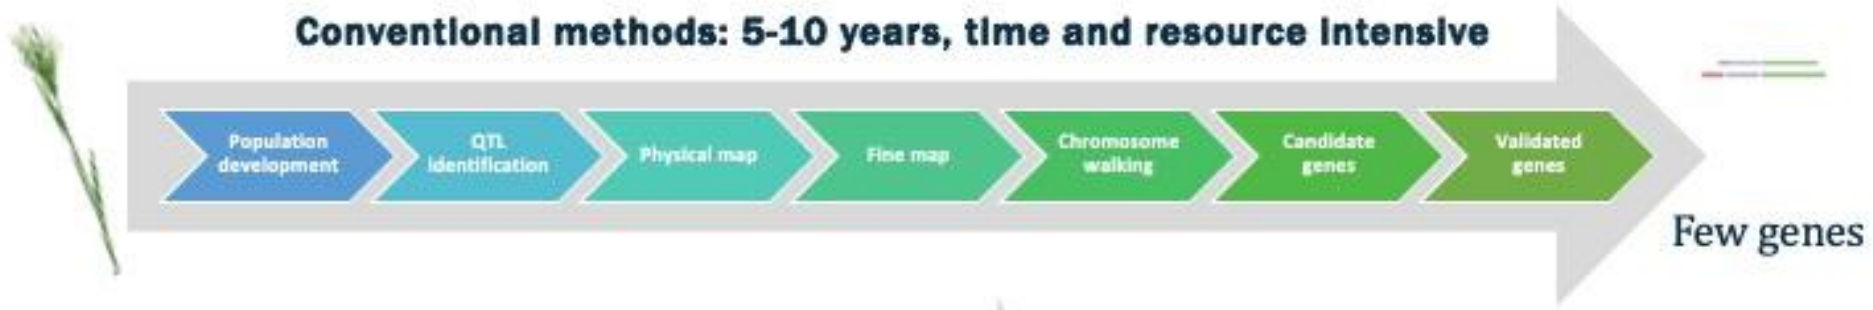 Conventional methods: 5-10 years, time and resource intensive
Population
development
QTL
identification
Physical map
Fine map
Chromosome
walking
Candidate
genes
Validated
genes
Few genes